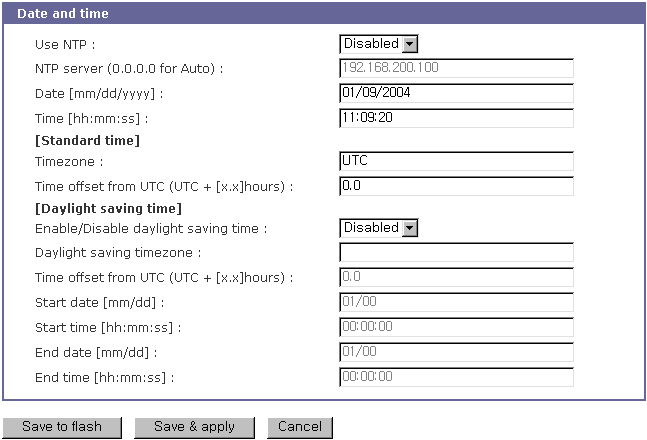 Date and time
Use NTP : Disabled
NTP server (0.0.0.0 for Auto) : 192.168.200.100
Date [mm/dd/yyyy] : 01/09/2004
Time [hh:mm:ss] : 11:09:20
[Standard time]
Timezone : UTC
Time offset from UTC (UTC + [x.x]hours) : 0.0
[Daylight saving time]
Enable/Disable daylight saving time : Disabled
Daylight saving timezone :
Time offset from UTC (UTC + [x.x]hours) : 0.0
Start date [mm/dd] : 01/00
Start time [hh:mm:ss] : 00:00:00
End date [mm/dd] : 01/00
End time [hh:mm:ss] : 00:00:00
Save to flash Save & apply Cancel